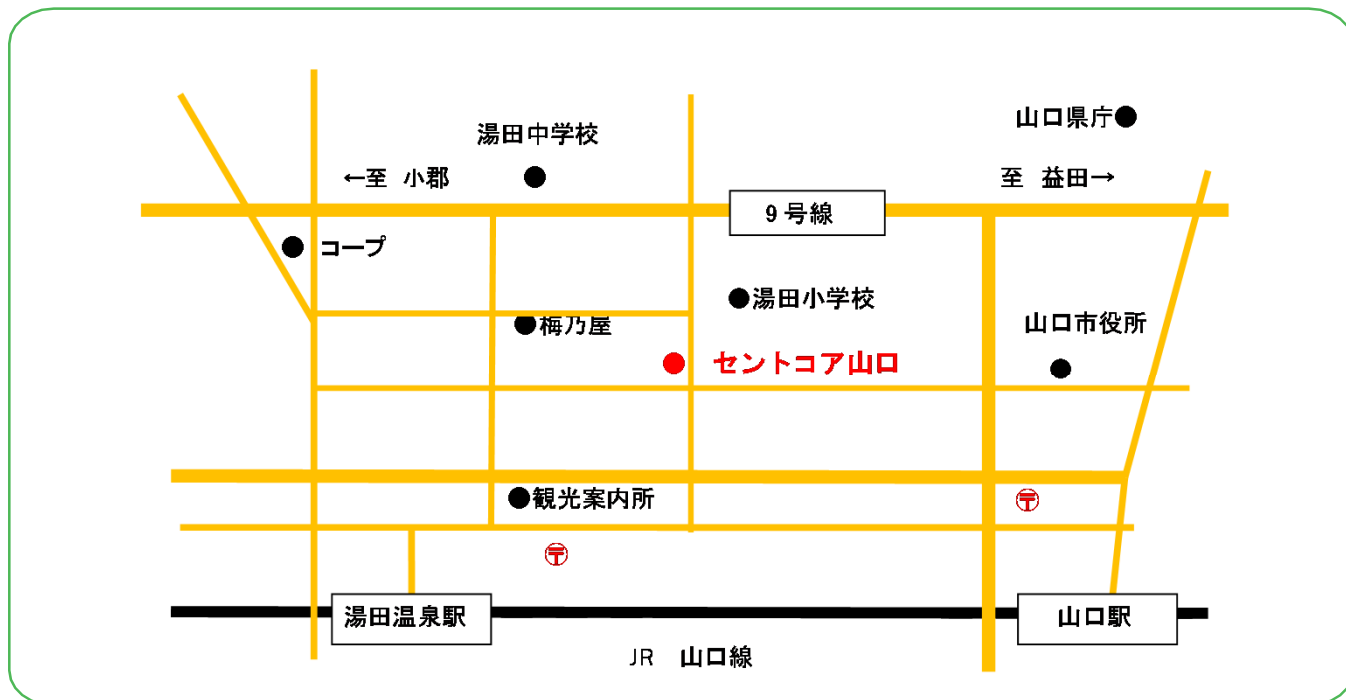 山口県庁
湯田中学校
←至 小郡
至 益田→
9号線
コープ
湯田小学校
梅乃屋
山口市役所
セントコア山口
観光案内所
〒
〒
湯田温泉駅
山口駅
JR 山口線